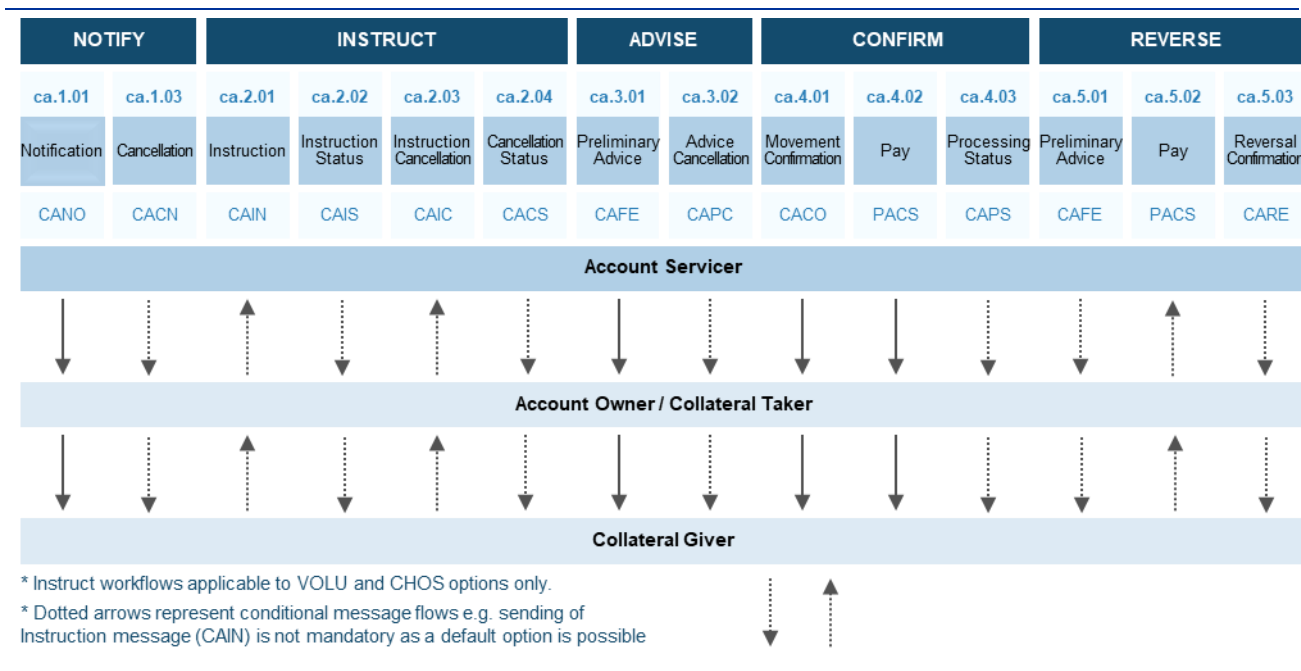 NOTIFY INSTRUCT ADVISE CONFIRM REVERSE
ca.1.01 ca.1.03 ca.2.01 ca.2.02 ca.2.03 ca.2.04 ca.3.01 ca.3.02 ca.4.01 ca.4.02 ca.4.03 ca.5.01 ca.5.02 ca.5.03
Notification Cancellation Instruction Instruction Status Instruction Cancellation Cancellation Status Preliminary Advice Advice Cancellation Movement Confirmation Pay Processing Status Preliminary Advice Pay Reversal Confirmation
CANO CACN CAIN CAIS CAIC CACS CAFE CAPC CACO PACS CAPS CAFE PACS CARE
Account Servicer
Account Owner / Collateral Taker
Collateral Giver
* Instruct workflows applicable to VOLU and CHOS options only.
* Dotted arrows represent conditional message flows e.g. sending of
Instruction message (CAIN) is not mandatory as a default option is possible